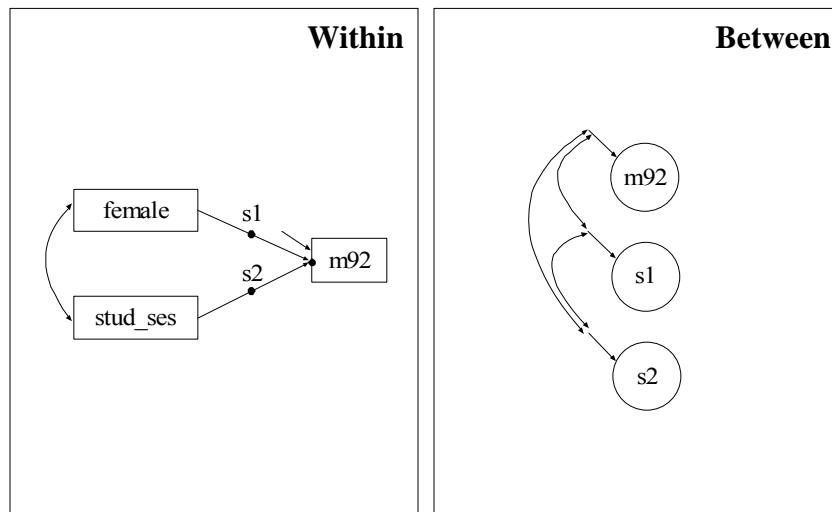 Within
female
s1
m92
s2
stud_ses
Between
m92
s1
s2